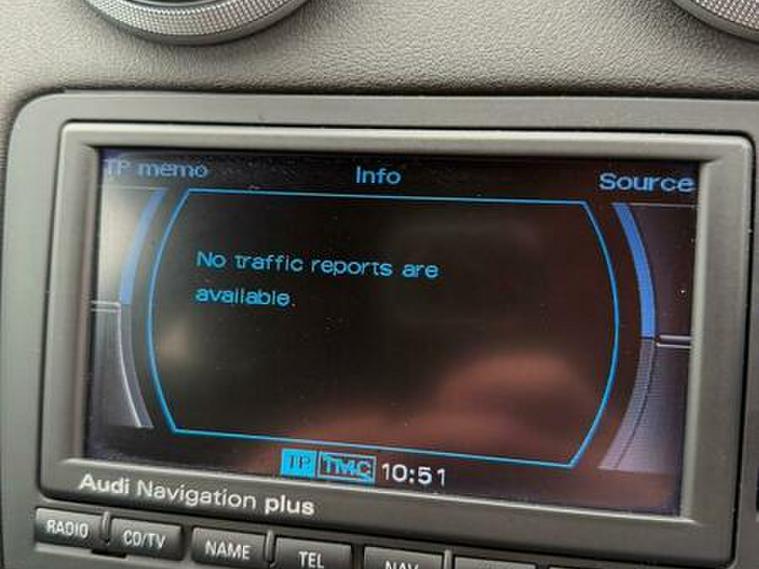 TP memo Info Source
No traffic reports are
available.
TP TMC 10:51
Audi Navigation plus
RADIO CD/TV NAME TEL NAV